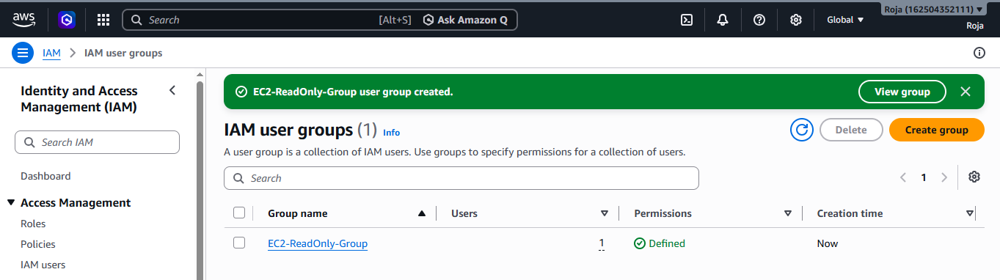 aws
Search [Alt+S] Ask Amazon Q
Global
Roja (162504352111)
Roja
IAM IAM user groups
Identity and Access
Management (IAM)
Search IAM
Dashboard
Access Management
Roles
Policies
IAM users
EC2-ReadOnly-Group user group created. View group
IAM user groups (1) Info
Delete Create group
A user group is a collection of IAM users. Use groups to specify permissions for a collection of users.
Search
1
Group name Users Permissions Creation time
EC2-ReadOnly-Group 1 Defined Now